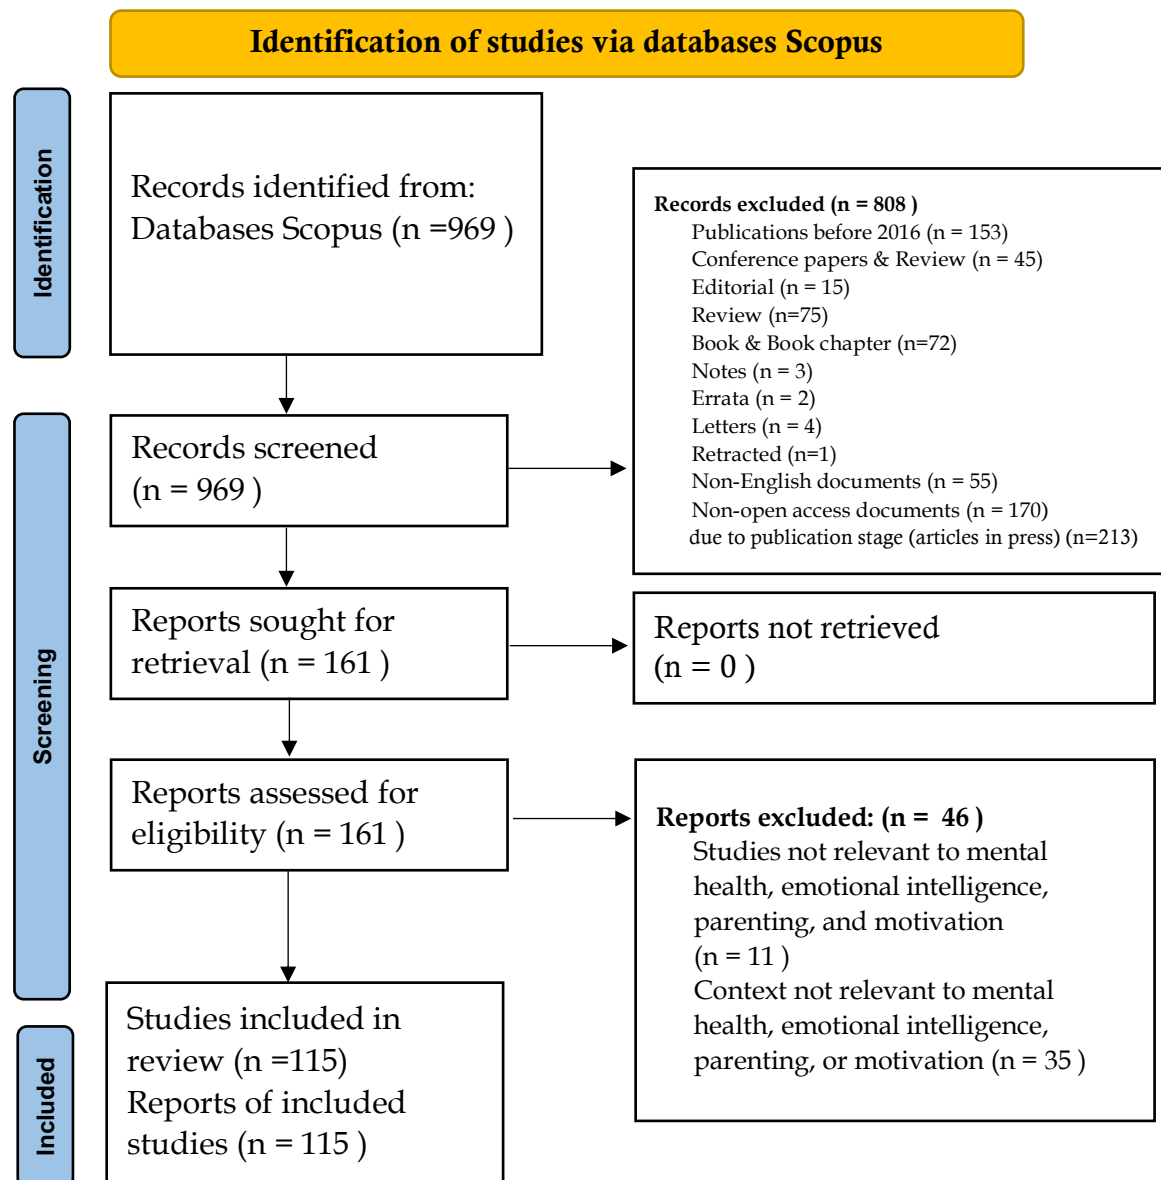 Identification of studies via databases Scopus
Identification
Records identified from:
Databases Scopus (n =969 )
Records excluded (n = 808 )
Publications before 2016 (n = 153)
Conference papers & Review (n = 45)
Editorial (n = 15)
Review (n=75)
Book & Book chapter (n=72)
Notes (n = 3)
Errata (n = 2)
Letters (n = 4)
Retracted (n=1)
Non-English documents (n = 55)
Non-open access documents (n = 170)
due to publication stage (articles in press) (n=213)
Screening
Records screened
(n = 969 )
Reports sought for
retrieval (n = 161 )
Reports not retrieved
(n = 0 )
Reports assessed for
eligibility (n = 161 )
Reports excluded: (n =  46 )
Studies not relevant to mental
health, emotional intelligence,
parenting, and motivation
(n = 11 )
Context not relevant to mental
health, emotional intelligence,
parenting, or motivation (n = 35 )
Included
Studies included in
review (n =115)
Reports of included
studies (n = 115 )